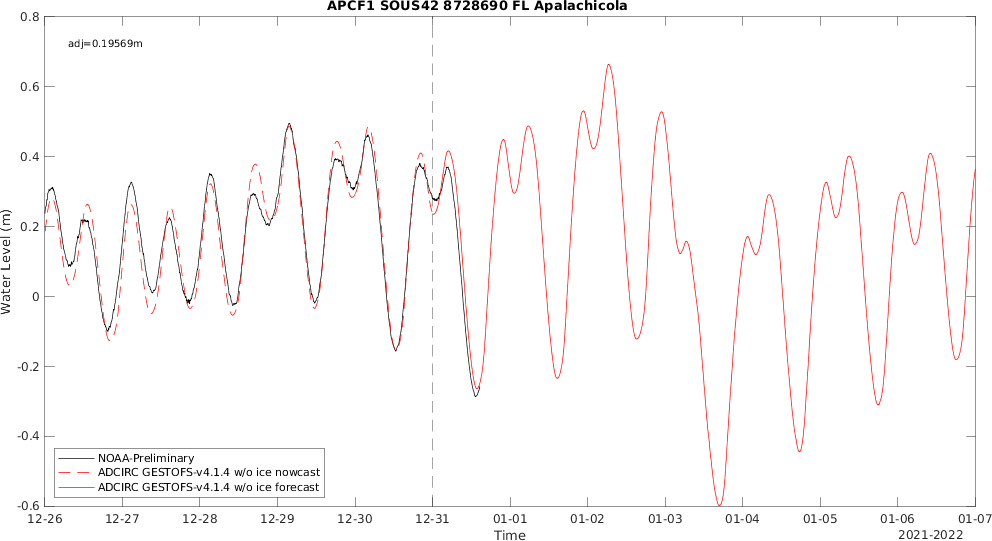 APCF1 SOUS42 8728690 FL Apalachicola
adj=0.19569m
0.8
0.6
0.4
0.2
0
-0.2
-0.4
-0.6
Water Level (m)
NOAA-Preliminary
ADCIRC GESTOFS-v4.1.4 w/o ice nowcast
ADCIRC GESTOFS-v4.1.4 w/o ice forecast
12-26 12-27 12-28 12-29 12-30 12-31 01-01 01-02 01-03 01-04 01-05 01-06 01-07
Time
2021-2022